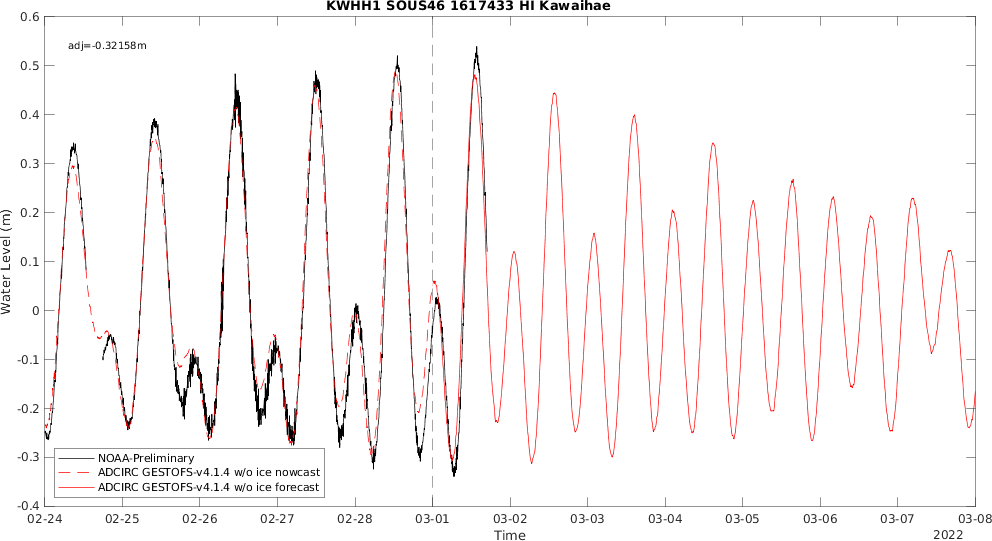 KWHH1 SOUS46 1617433 HI Kawaihae
adj=-0.32158m
0.6
0.5
0.4
0.3
0.2
0.1
0
-0.1
-0.2
-0.3
-0.4
Water Level (m)
NOAA-Preliminary
ADCIRC GESTOFS-v4.1.4 w/o ice nowcast
ADCIRC GESTOFS-v4.1.4 w/o ice forecast
02-24 02-25 02-26 02-27 02-28 03-01 03-02 03-03 03-04 03-05 03-06 03-07 03-08
Time
2022